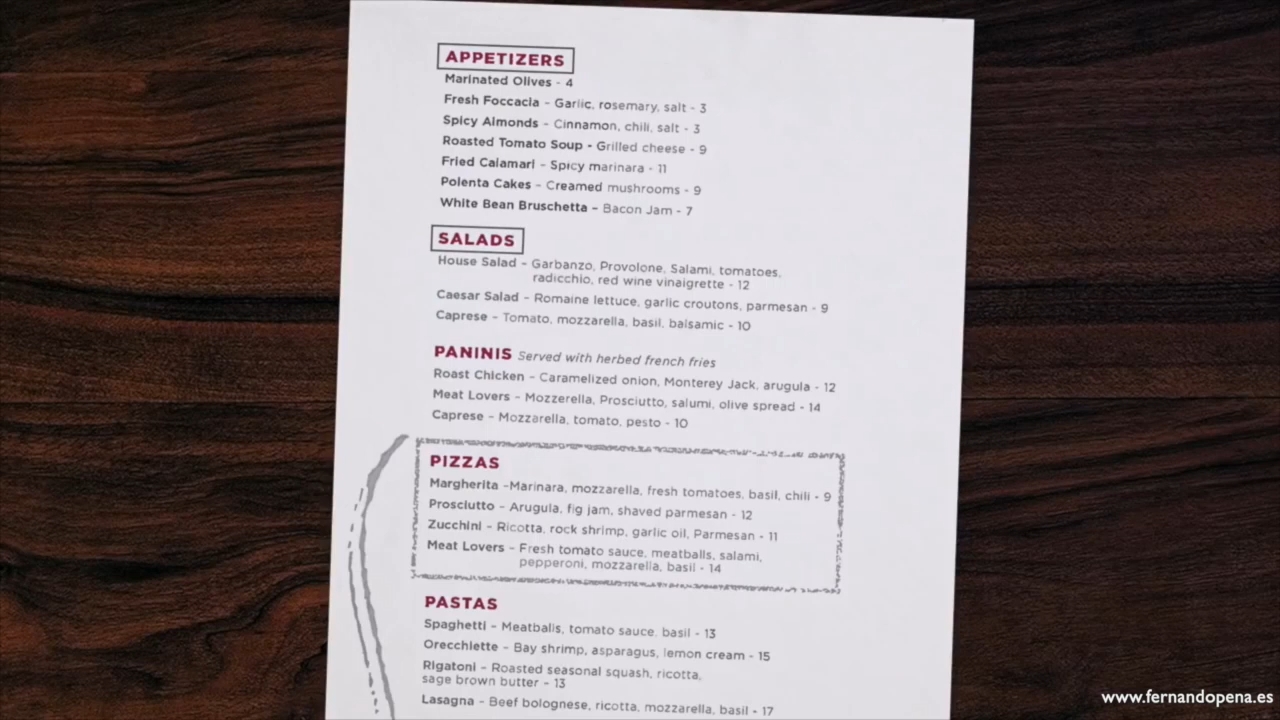 APPETIZERS
Marinated Olives - 4
Fresh Foccacia - Garlic, rosemary, salt - 3
Spicy Almonds - Cinnamon, chili, salt - 3
Roasted Tomato Soup - Grilled cheese - 9
Fried Calamari - Spicy marinara - 11
Polenta Cakes - Creamed mushrooms - 9
White Bean Bruschetta - Bacon Jam - 7
SALADS
House Salad - Garbanzo, Provolone, Salami, tomatoes,
radicchio, red wine vinaigrette - 12
Caesar Salad - Romaine lettuce, garlic croutons, parmesan - 9
Caprese - Tomato, mozzarella, basil, balsamic - 10
PANINIS Served with herbed french fries
Roast Chicken - Caramelized onion, Monterey Jack, arugula - 12
Meat Lovers - Mozzerella, Prosciutto, salumi, olive spread - 14
Caprese - Mozzarella, tomato, pesto - 10
PIZZAS
Margherita -Marinara, mozzarella, fresh tomatoes, basil, chili - 9
Prosciutto - Arugula, fig jam, shaved parmesan - 12
Zucchini - Ricotta, rock shrimp, garlic oil, Parmesan - 11
Meat Lovers - Fresh tomato sauce, meatballs, salami,
pepperoni, mozzarella, basil - 14
PASTAS
Spaghetti - Meatballs, tomato sauce, basil - 13
Orecchiette - Bay shrimp, asparagus, lemon cream - 15
Rigatoni - Roasted seasonal squash, ricotta,
sage brown butter - 13
Lasagna - Beef bolognese, ricotta, mozzarella, basil - 17
www.fernandopena.es